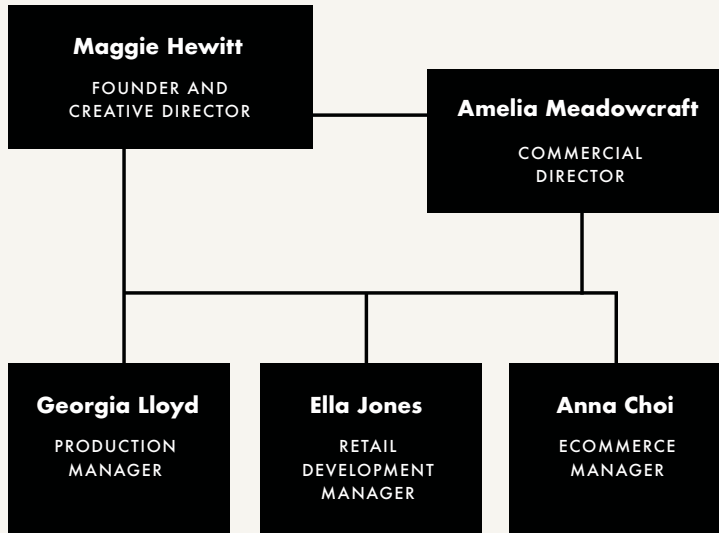 Maggie Hewitt
FOUNDER AND
CREATIVE DIRECTOR
Amelia Meadowcraft
COMMERCIAL
DIRECTOR
Georgia Lloyd
PRODUCTION
MANAGER
Ella Jones
RETAIL
DEVELOPMENT
MANAGER
Anna Choi
ECOMMERCE
MANAGER